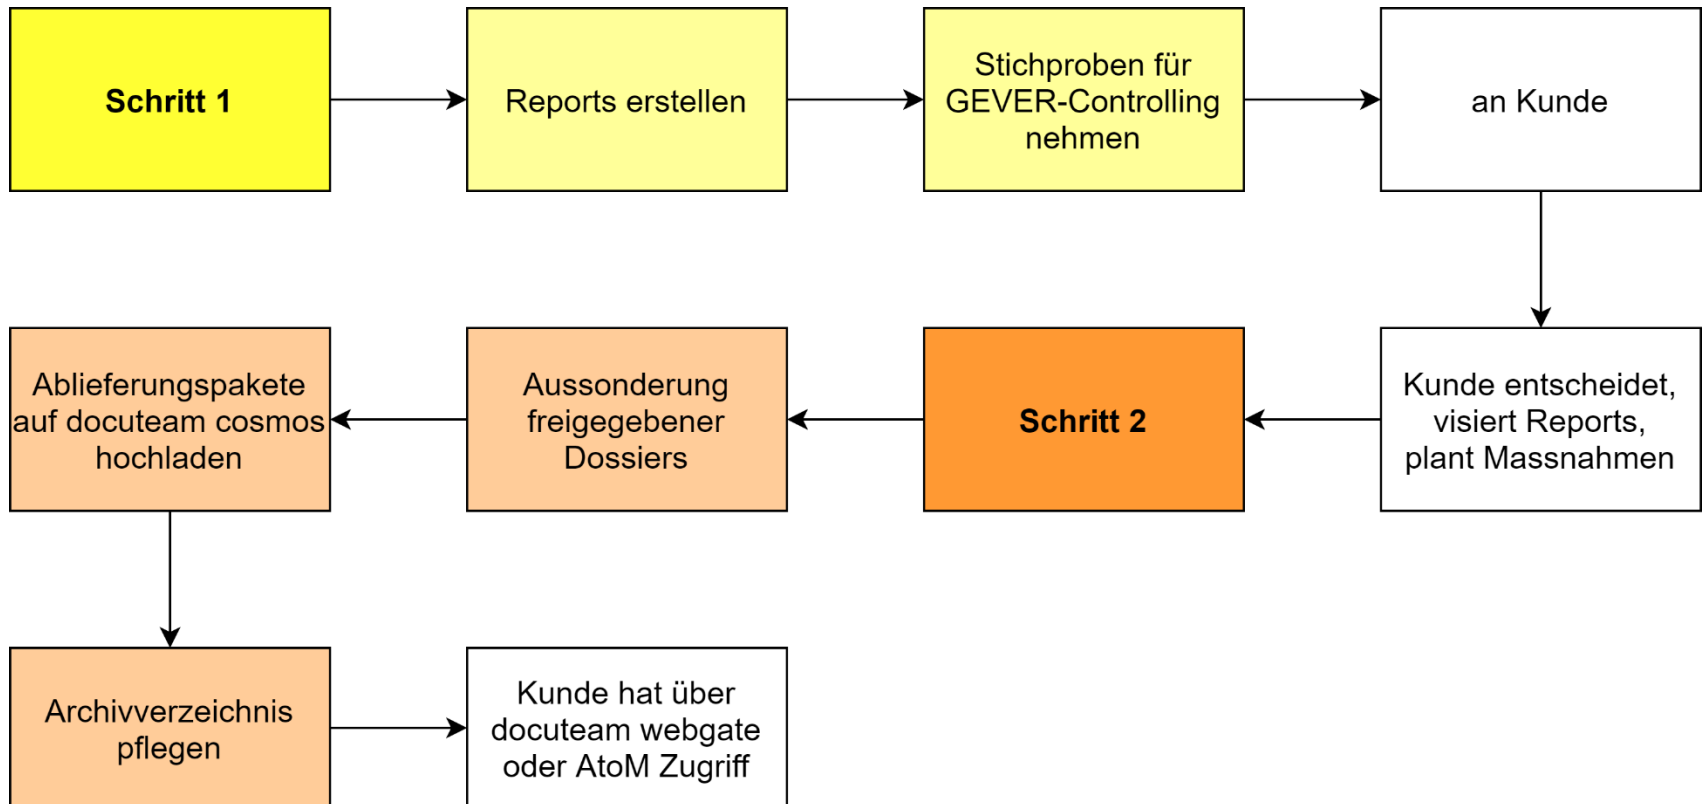 Schritt 1
Reports erstellen
Stichproben für
GEVER-Controlling
nehmen
an Kunde
Kunde entscheidet,
visiert Reports,
plant Massnahmen
Schritt 2
Aussonderung
freigegebener
Dossiers
Ablieferungspakete
auf docuteam cosmos
hochladen
Archivverzeichnis
pflegen
Kunde hat über
docuteam webgate
oder AtoM Zugriff